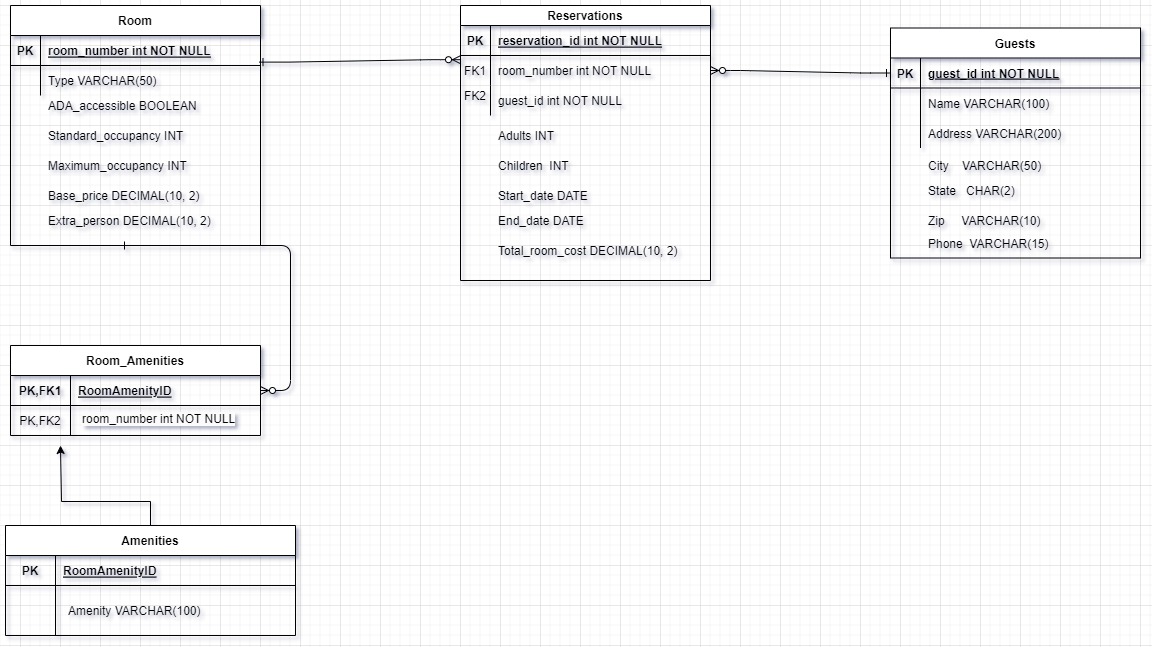 Room
PK room_number int NOT NULL
Type VARCHAR(50)
ADA_accessible BOOLEAN
Standard_occupancy INT
Maximum_occupancy INT
Base_price DECIMAL(10, 2)
Extra_person DECIMAL(10, 2)
Reservations
PK reservation_id int NOT NULL
FK1 room_number int NOT NULL
FK2 guest_id int NOT NULL
Adults INT
Children INT
Start_date DATE
End_date DATE
Total_room_cost DECIMAL(10, 2)
Guests
PK guest_id int NOT NULL
Name VARCHAR(100)
Address VARCHAR(200)
City VARCHAR(50)
State CHAR(2)
Zip VARCHAR(10)
Phone VARCHAR(15)
Room_Amenities
PK,FK1 RoomAmenityID
PK,FK2 room_number int NOT NULL
Amenities
PK RoomAmenityID
Amenity VARCHAR(100)